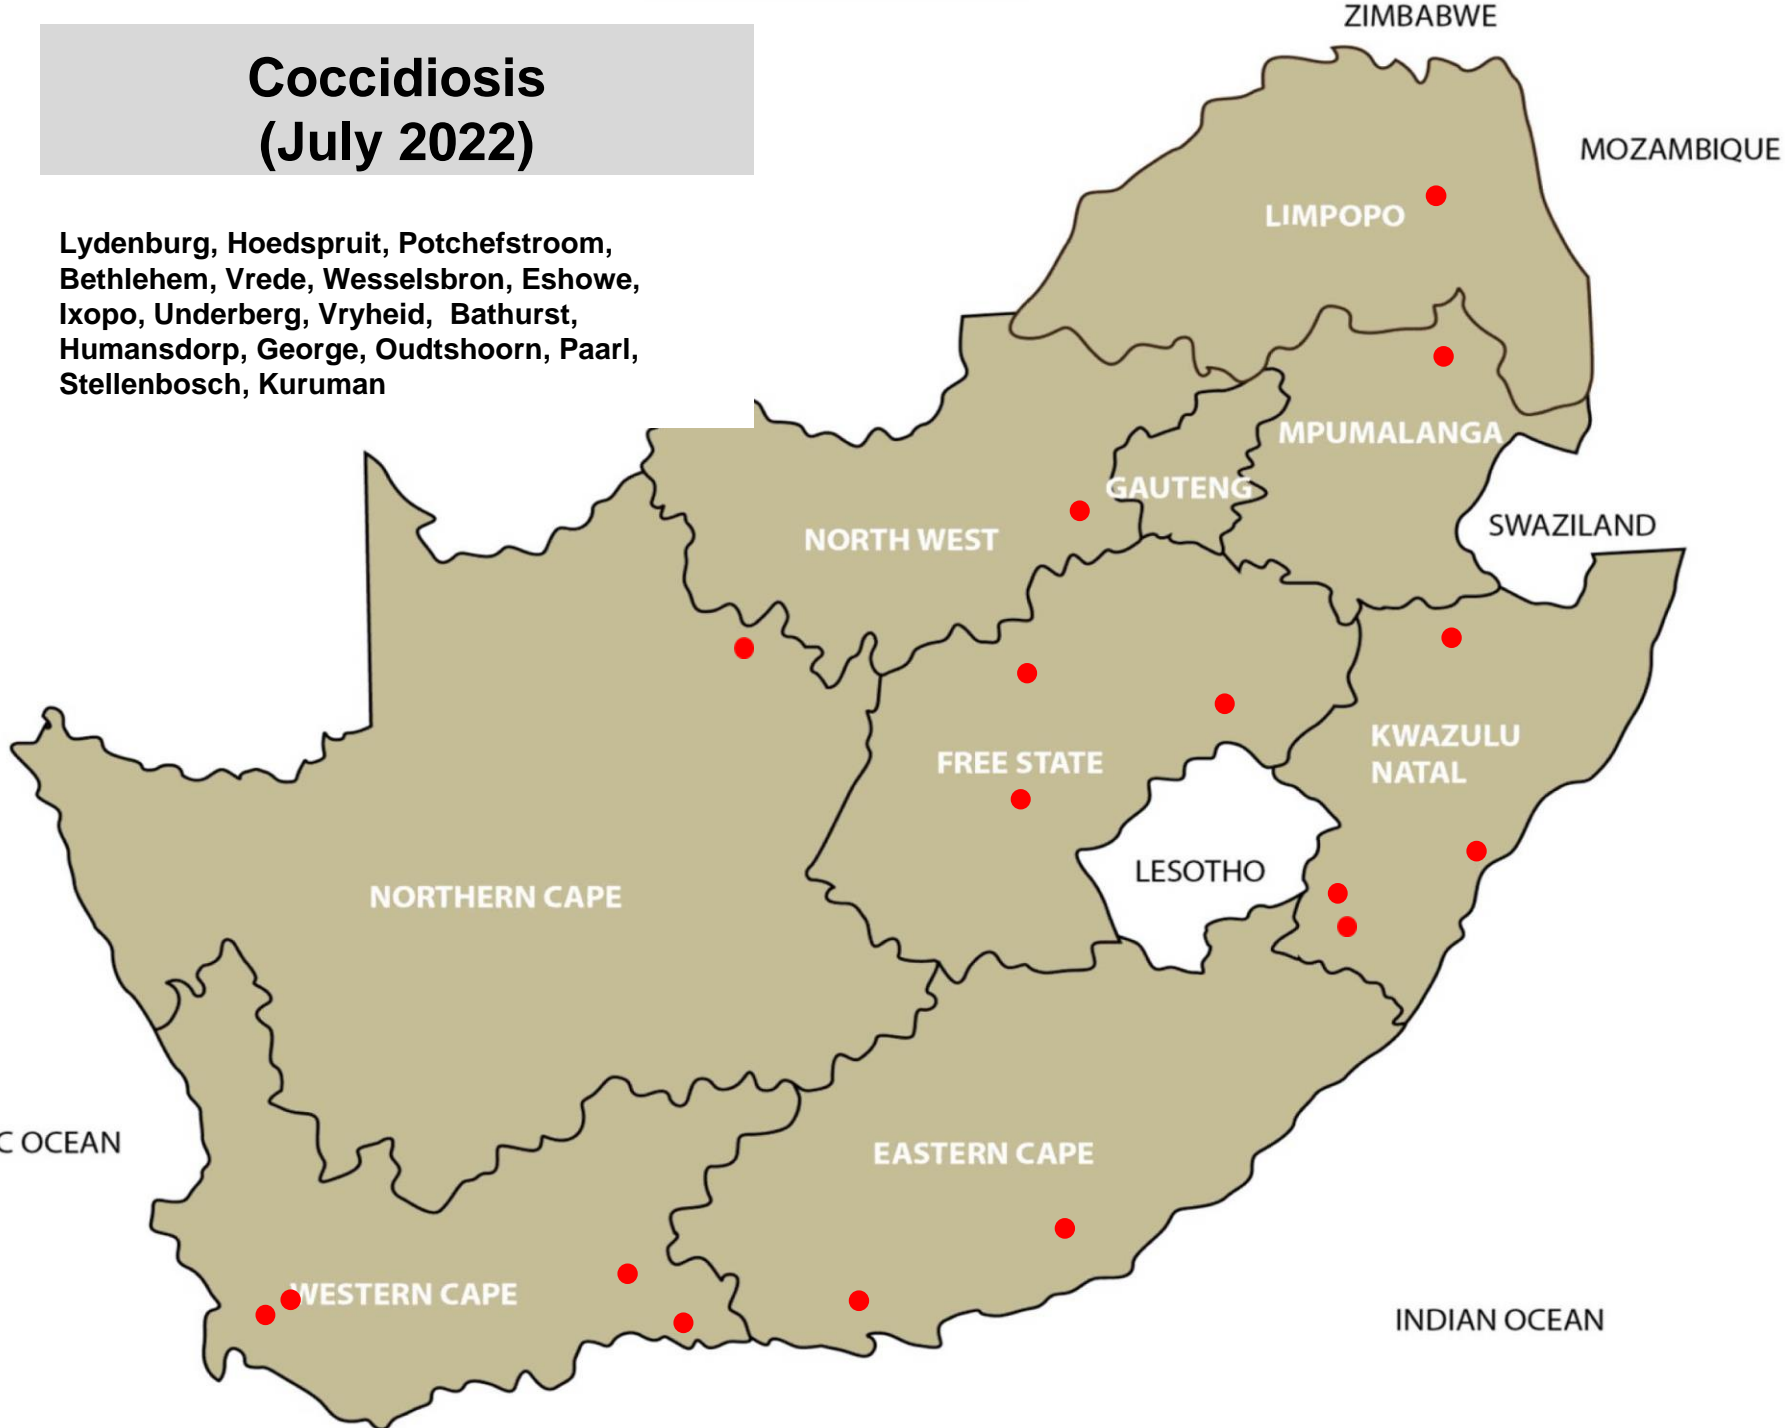 Coccidiosis
(July 2022)
Lydenburg, Hoedspruit, Potchefstroom,
Bethlehem, Vrede, Wesselsbron, Eshowe,
Ixopo, Underberg, Vryheid,  Bathurst,
Humansdorp, George, Oudtshoorn, Paarl,
Stellenbosch, Kuruman
ZIMBABWE
MOZAMBIQUE
LIMPOPO
MPUMALANGA
GAUTENG
SWAZILAND
NORTH WEST
KWAZULU
NATAL
FREE STATE
LESOTHO
NORTHERN CAPE
C OCEAN
EASTERN CAPE
WESTERN CAPE
INDIAN OCEAN